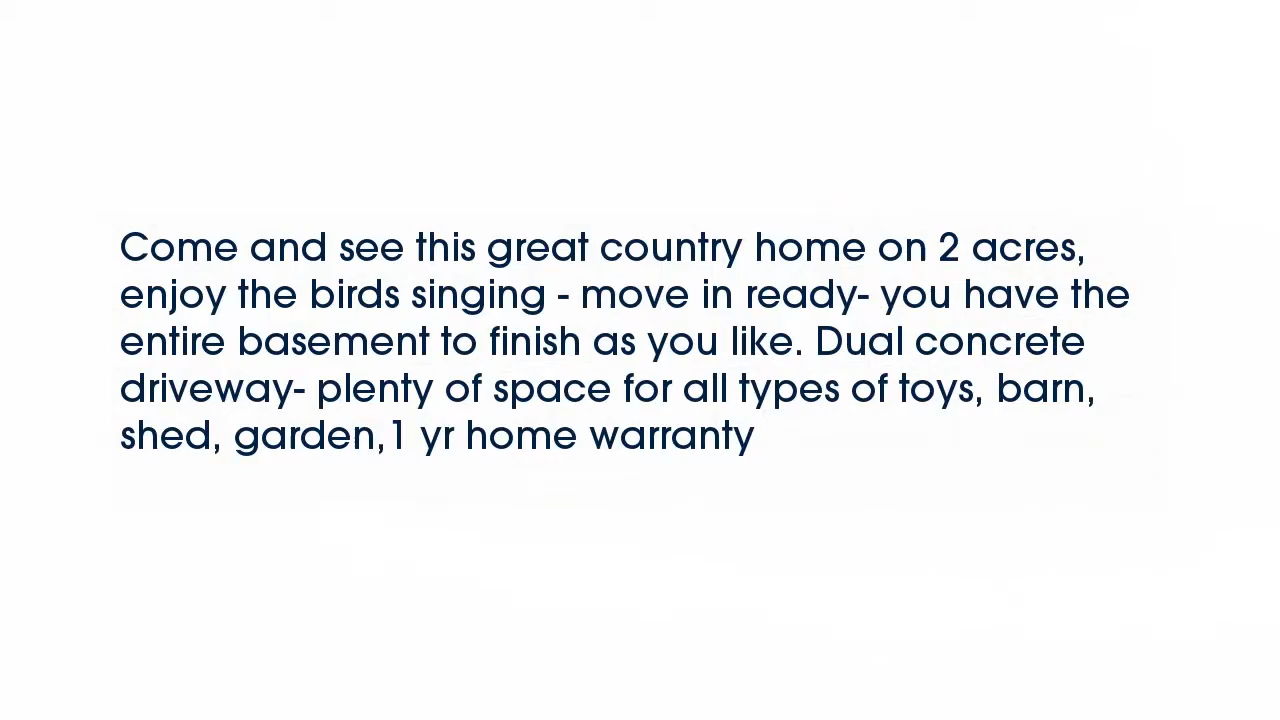 Come and see this great country home on 2 acres,
enjoy the birds singing - move in ready- you have the
entire basement to finish as you like. Dual concrete
driveway- plenty of space for all types of toys, barn,
shed, garden,1 yr home warranty